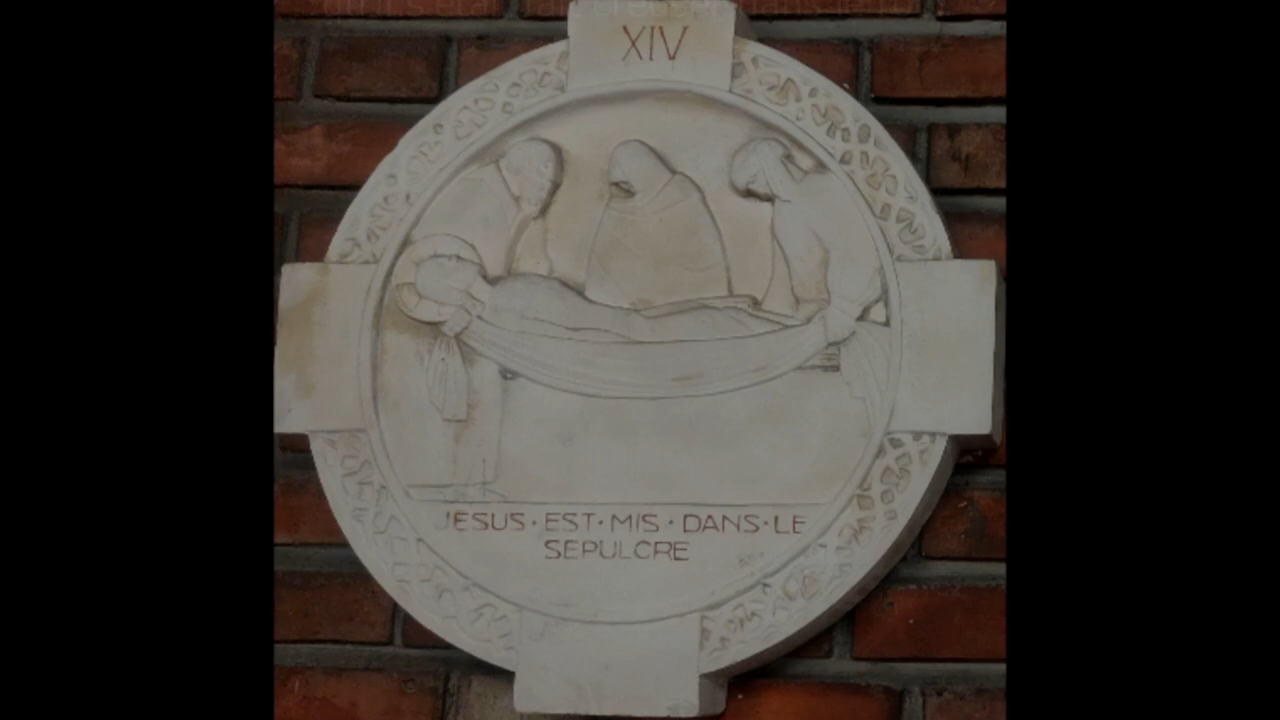 XIV
JESUS · EST · MIS · DANS · LE
SEPULCRE